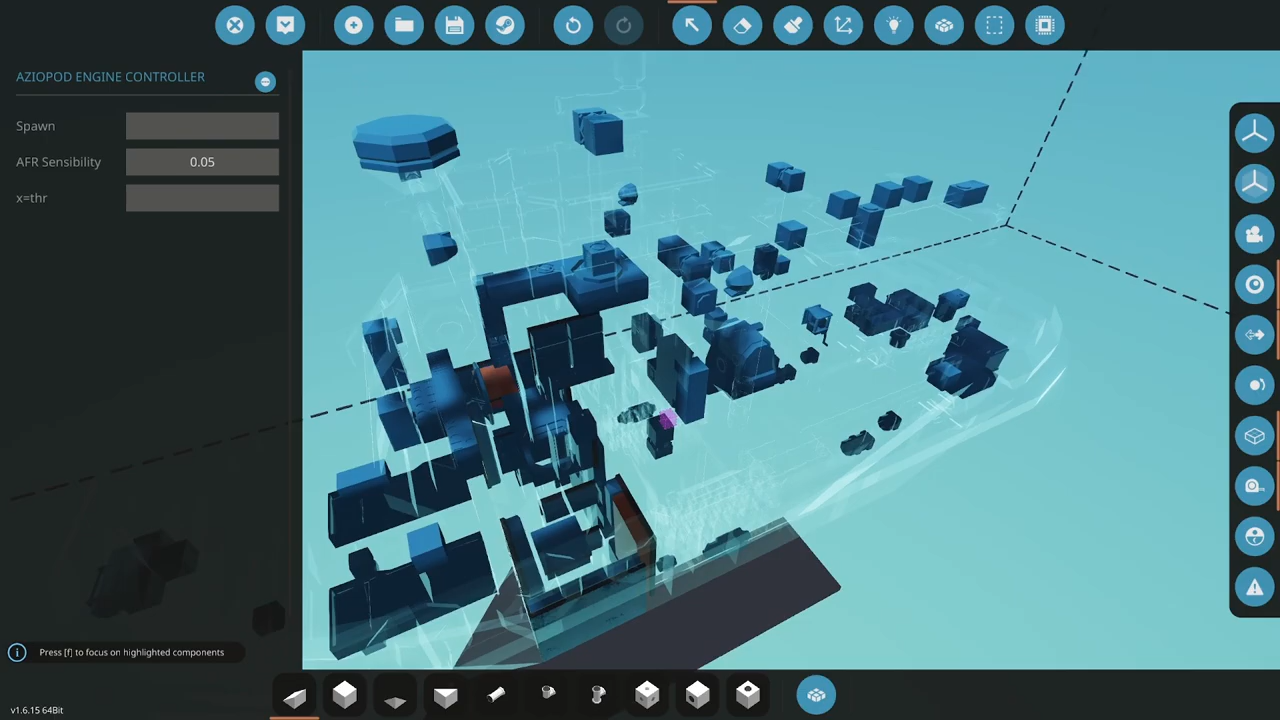 AZIOPOD ENGINE CONTROLLER
Spawn
AFR Sensibility 0.05
x=thr
Press [f] to focus on highlighted components
v1.6.15 64Bit